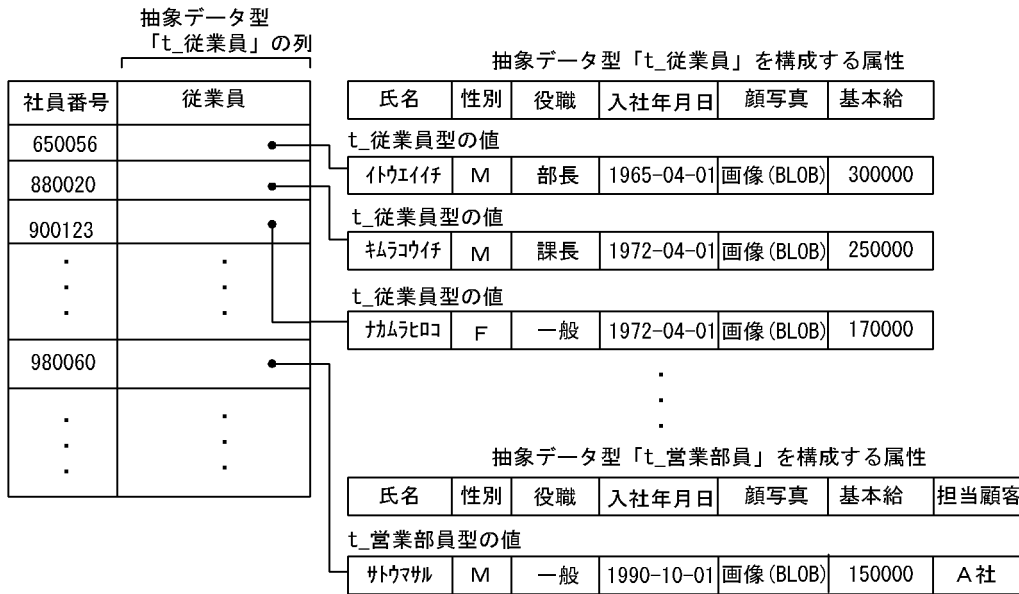 抽象データ型
「t_従業員」の列
抽象データ型「t_従業員」を構成する属性
社員番号 従業員
氏名 性別 役職 入社年月日 顔写真 基本給
650056
t_従業員型の値
ｲﾄｳｴｲｲﾁ M 部長 1965-04-01 画像(BLOB) 300000
880020
t_従業員型の値
900123
ｷﾑﾗｺｳｲﾁ M 課長 1972-04-01 画像(BLOB) 250000
t_従業員型の値
ﾅｶﾑﾗﾋﾛｺ F 一般 1972-04-01 画像(BLOB) 170000
980060
抽象データ型「t_営業部員」を構成する属性
氏名 性別 役職 入社年月日 顔写真 基本給 担当顧客
t_営業部員型の値
ｻﾄｳﾏｻﾙ M 一般 1990-10-01 画像(BLOB) 150000 A社